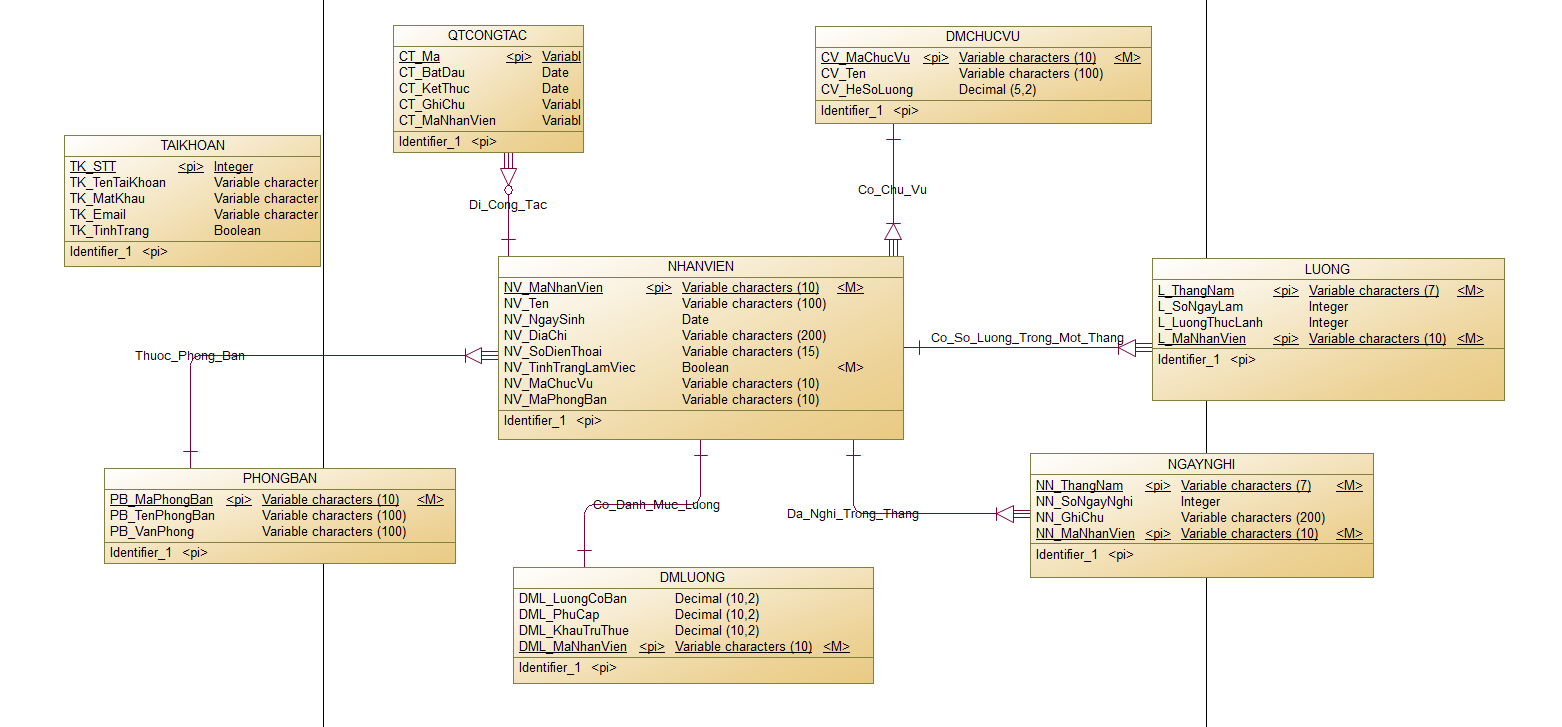 QTCONGTAC
CT_Ma <pi> Variabl
CT_BatDau Date
CT_KetThuc Date
CT_GhiChu Variabl
CT_MaNhanVien Variabl
Identifier_1 <pi>
DMCHUCVU
CV_MaChucVu <pi> Variable characters (10) <M>
CV_Ten Variable characters (100)
CV_HeSoLuong Decimal (5,2)
Identifier_1 <pi>
TAIKHOAN
TK_STT <pi> Integer
TK_TenTaiKhoan Variable character
TK_MatKhau Variable character
TK_Email Variable character
TK_TinhTrang Boolean
Identifier_1 <pi>
Di_Cong_Tac
Co_Chu_Vu
NHANVIEN
NV_MaNhanVien <pi> Variable characters (10) <M>
NV_Ten Variable characters (100)
NV_NgaySinh Date
NV_DiaChi Variable characters (200)
NV_SoDienThoai Variable characters (15)
NV_TinhTrangLamViec Boolean <M>
NV_MaChucVu Variable characters (10)
NV_MaPhongBan Variable characters (10)
Identifier_1 <pi>
LUONG
L_ThangNam <pi> Variable characters (7) <M>
L_SoNgayLam Integer
L_LuongThucLanh Integer
L_MaNhanVien <pi> Variable characters (10) <M>
Identifier_1 <pi>
Co_So_Luong_Trong_Mot_Thang
Thuoc_Phong_Ban
PHONGBAN
PB_MaPhongBan <pi> Variable characters (10) <M>
PB_TenPhongBan Variable characters (100)
PB_VanPhong Variable characters (100)
Identifier_1 <pi>
Co_Danh_Muc_Luong
Da_Nghi_Trong_Thang
NGAYNGHI
NN_ThangNam <pi> Variable characters (7) <M>
NN_SoNgayNghi Integer
NN_GhiChu Variable characters (200)
NN_MaNhanVien <pi> Variable characters (10) <M>
Identifier_1 <pi>
DMLUONG
DML_LuongCoBan Decimal (10,2)
DML_PhuCap Decimal (10,2)
DML_KhauTruThue Decimal (10,2)
DML_MaNhanVien <pi> Variable characters (10) <M>
Identifier_1 <pi>